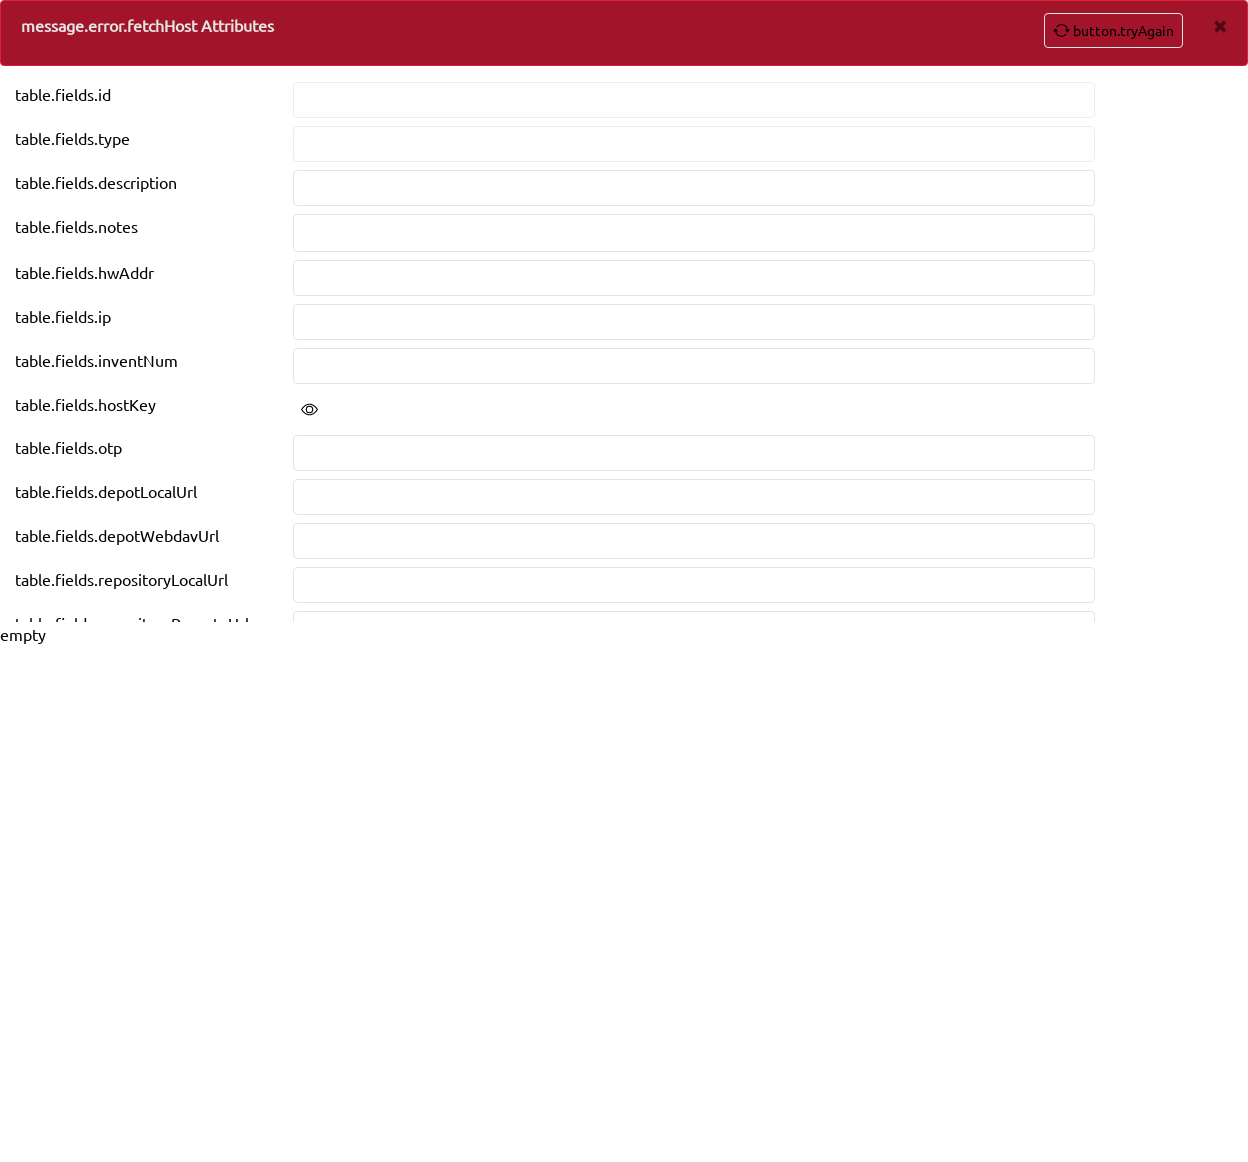 message.error.fetchHost Attributes
button.tryAgain
table.fields.id
table.fields.type
table.fields.description
table.fields.notes
table.fields.hwAddr
table.fields.ip
table.fields.inventNum
table.fields.hostKey
table.fields.otp
table.fields.depotLocalUrl
table.fields.depotWebdavUrl
table.fields.repositoryLocalUrl
empty